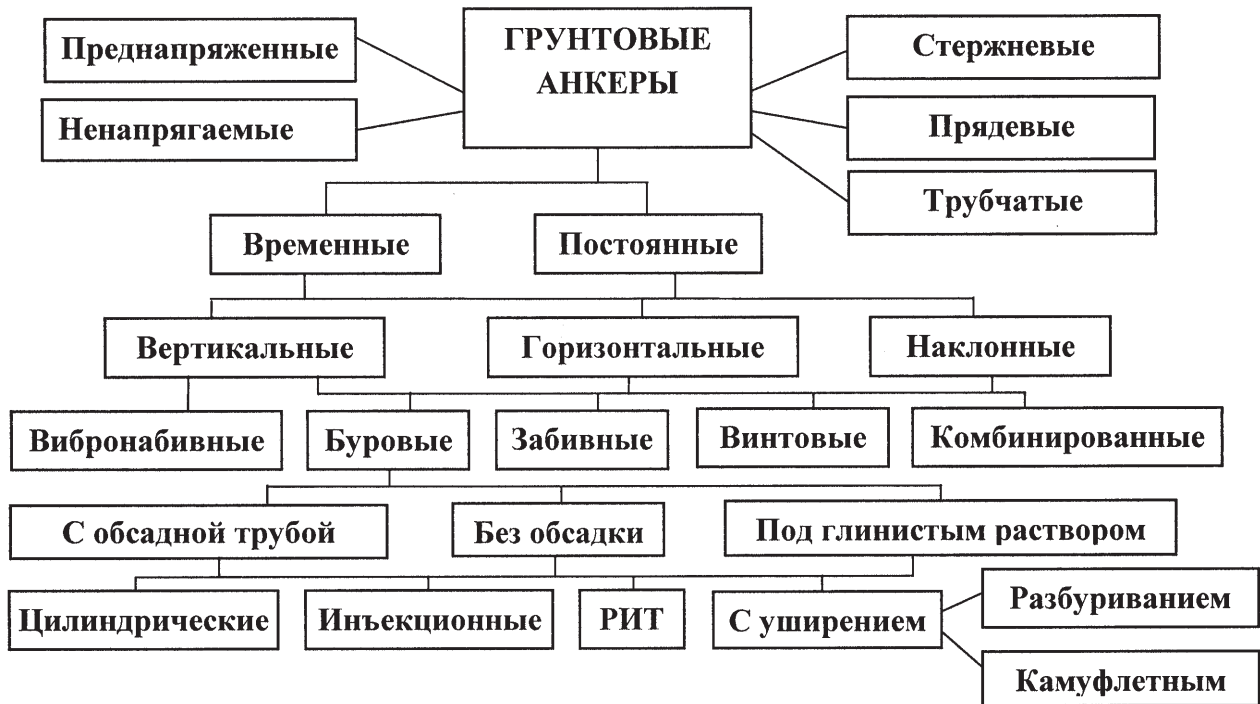 Преднапряженные
ГРУНТОВЫЕ
АНКЕРЫ
Стержневые
Ненапрягаемые
Прядевые
Трубчатые
Временные
Постоянные
Вертикальные
Горизонтальные
Наклонные
Вибронабивные
Буровые
Забивные
Винтовые
Комбинированные
С обсадной трубой
Без обсадки
Под глинистым раствором
Цилиндрические
Инъекционные
РИТ
С уширением
Разбуриванием
Камуфлетным